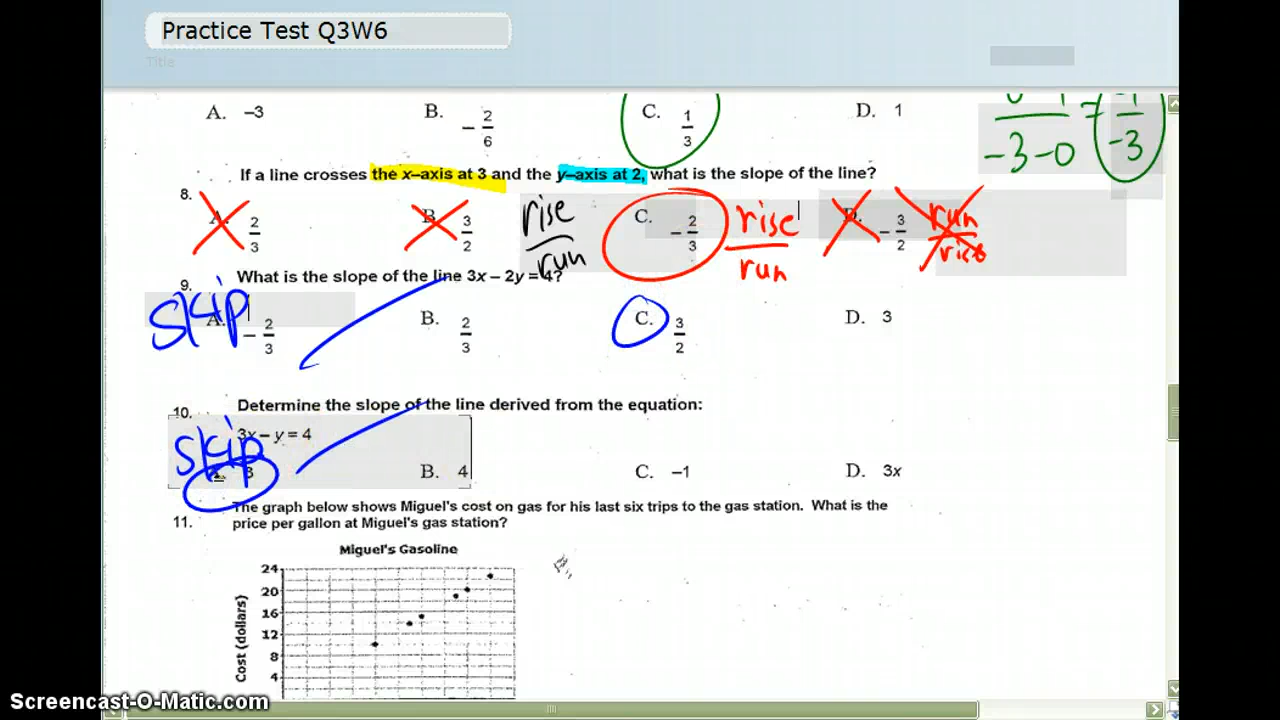 Practice Test Q3W6
Title
A. –3 B. - 2/6 C. 1/3 D. 1
-3-0 = -3
If a line crosses the x–axis at 3 and the y–axis at 2, what is the slope of the line?
8.
A. 2/3 B. 3/2 rise/run C. - 2/3 rise/run D. - 3/2 run/rise
What is the slope of the line 3x – 2y = 4?
9.
skip
A. - 2/3 B. 2/3 C. 3/2 D. 3
10. Determine the slope of the line derived from the equation:
skip
3x – y = 4
3 B. 4 C. –1 D. 3x
The graph below shows Miguel's cost on gas for his last six trips to the gas station. What is the
11. price per gallon at Miguel's gas station?
Miguel's Gasoline
Cost (dollars)
24
20
16
12
8
4
Screencast-O-Matic.com